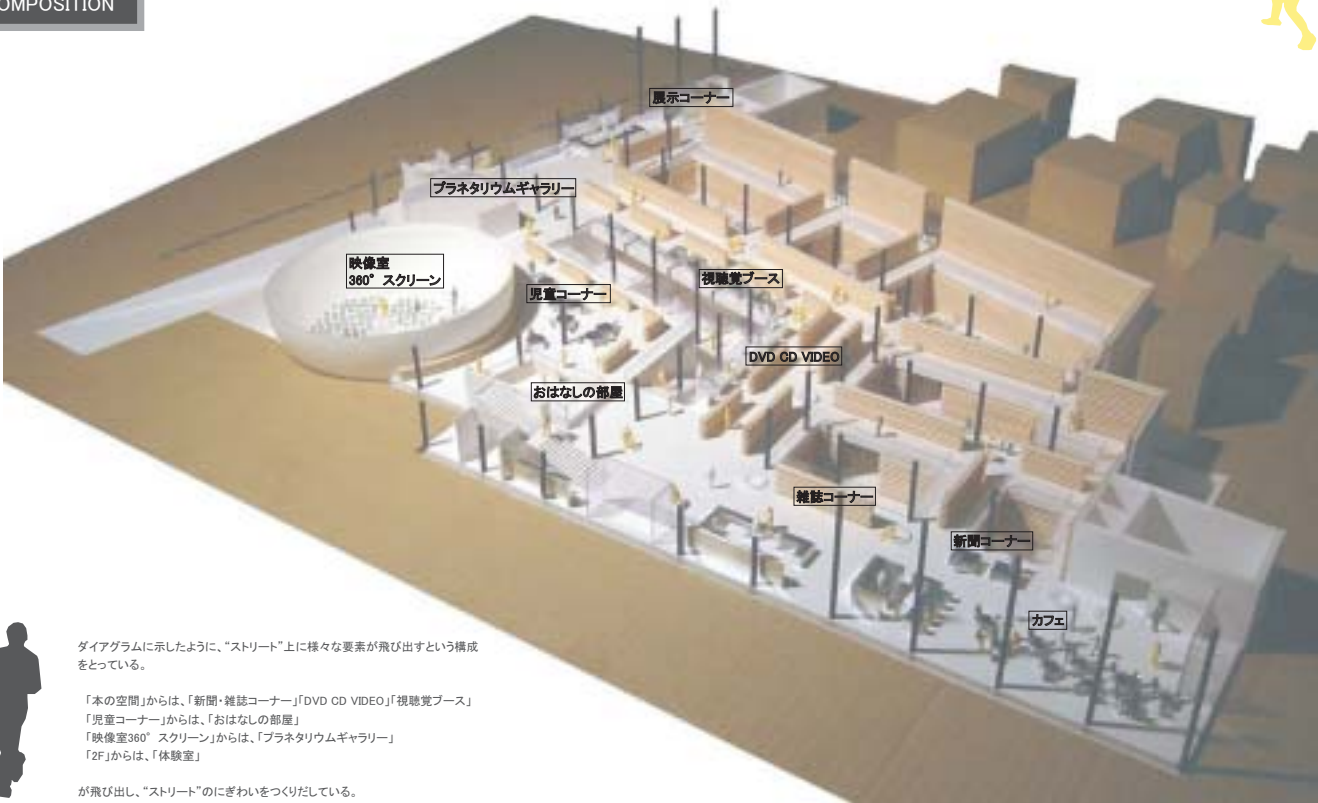 OMPOSITION
展示コーナー
プラネタリウムギャラリー
映像室
360°スクリーン
児童コーナー
視聴覚ブース
DVD CD VIDEO
おはなしの部屋
雑誌コーナー
新聞コーナー
カフェ
ダイアグラムに示したように、“ストリート”上に様々な要素が飛び出すという構成
をとっている。
「本の空間」からは、「新聞・雑誌コーナー」「DVD CD VIDEO」「視聴覚ブース」
「児童コーナー」からは、「おはなしの部屋」
「映像室360°スクリーン」からは、「プラネタリウムギャラリー」
「2F」からは、「体験室」
が飛び出し、“ストリート”のにぎわいをつくりだしている。